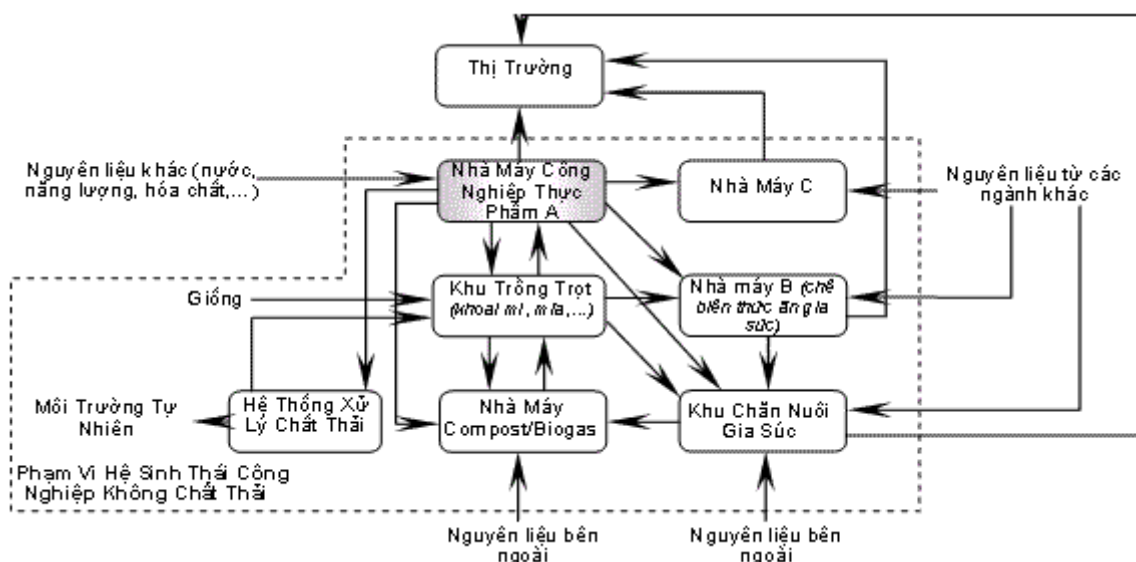 Thị Trường
Nguyên liệu khác (nước,
năng lượng, hóa chất,...)
Nhà Máy Công
Nghiệp Thực
Phẩm A
Nhà Máy C
Nguyên liệu từ các
ngành khác
Giống
Khu Trồng Trọt
(khoai mì, mía,...)
Nhà máy B (chế
biến thức ăn gia
súc)
Môi Trường Tự
Nhiên
Hệ Thống Xử
Lý Chất Thải
Nhà Máy
Compost/Biogas
Khu Chăn Nuôi
Gia Súc
Phạm Vi Hệ Sinh Thái Công
Nghiệp Không Chất Thải
Nguyên liệu bên
ngoài
Nguyên liệu bên
ngoài